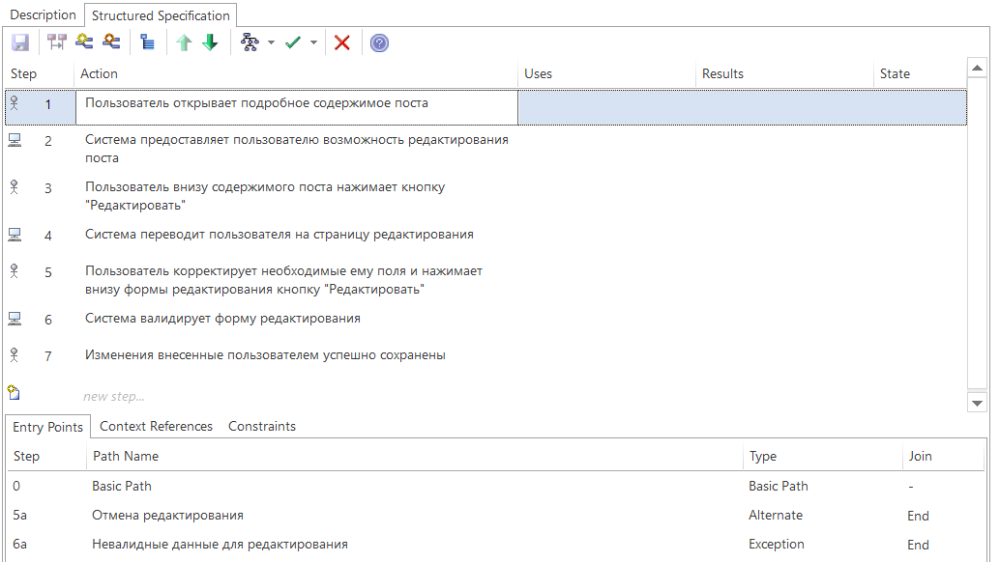 Description Structured Specification
Step Action Uses Results State
1 Пользователь открывает подробное содержимое поста
2 Система предоставляет пользователю возможность редактирования
поста
3 Пользователь внизу содержимого поста нажимает кнопку
"Редактировать"
4 Система переводит пользователя на страницу редактирования
5 Пользователь корректирует необходимые ему поля и нажимает
внизу формы редактирования кнопку "Редактировать"
6 Система валидирует форму редактирования
7 Изменения внесенные пользователем успешно сохранены
new step...
Entry Points Context References Constraints
Step Path Name Type Join
0 Basic Path Basic Path -
5a Отмена редактирования Alternate End
6a Невалидные данные для редактирования Exception End